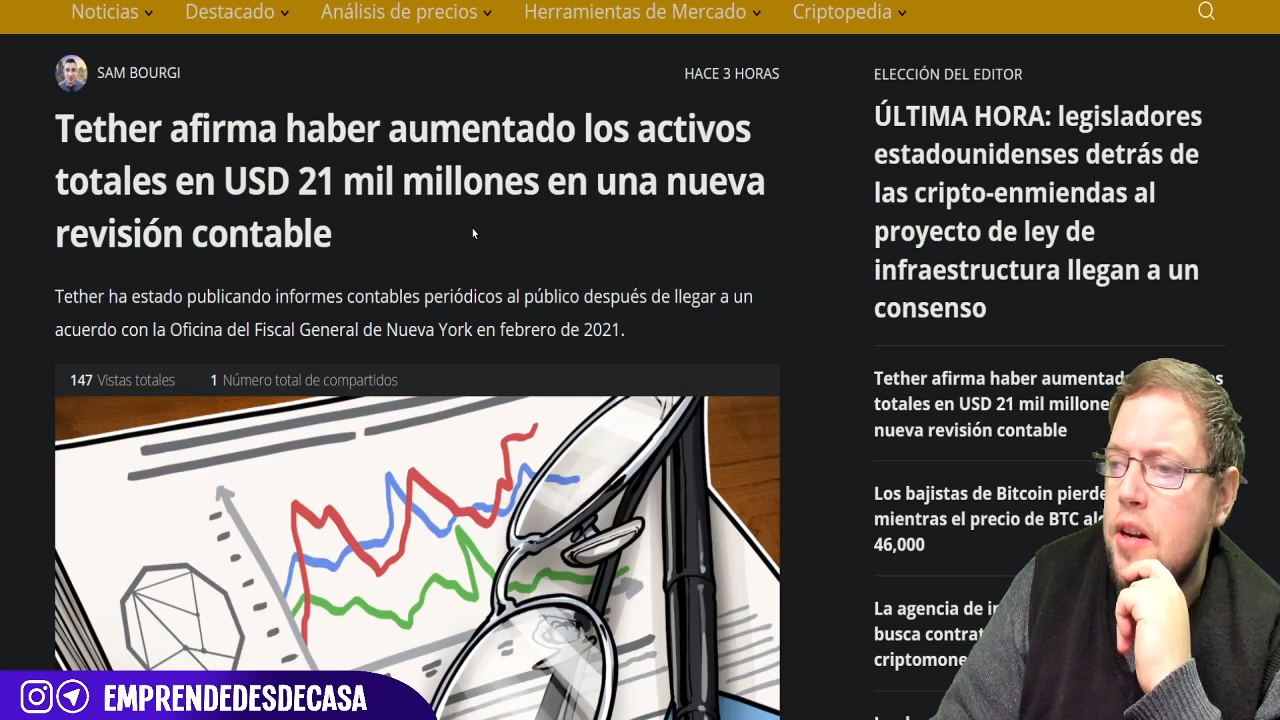 Noticias
Destacado
Análisis de precios
Herramientas de Mercado
Criptopedia
SAM BOURGI
HACE 3 HORAS
Tether afirma haber aumentado los activos
totales en USD 21 mil millones en una nueva
revisión contable
Tether ha estado publicando informes contables periódicos al público después de llegar a un
acuerdo con la Oficina del Fiscal General de Nueva York en febrero de 2021.
147 Vistas totales
1 Número total de compartidos
ELECCIÓN DEL EDITOR
ÚLTIMA HORA: legisladores
estadounidenses detrás de
las cripto-enmiendas al
proyecto de ley de
infraestructura llegan a un
consenso
Tether afirma haber aumentad
totales en USD 21 mil millone
nueva revisión contable
Los bajistas de Bitcoin pierde
mientras el precio de BTC al
46,000
La agencia de
busca contrat
criptomone
EMPRENDEDESDECASA